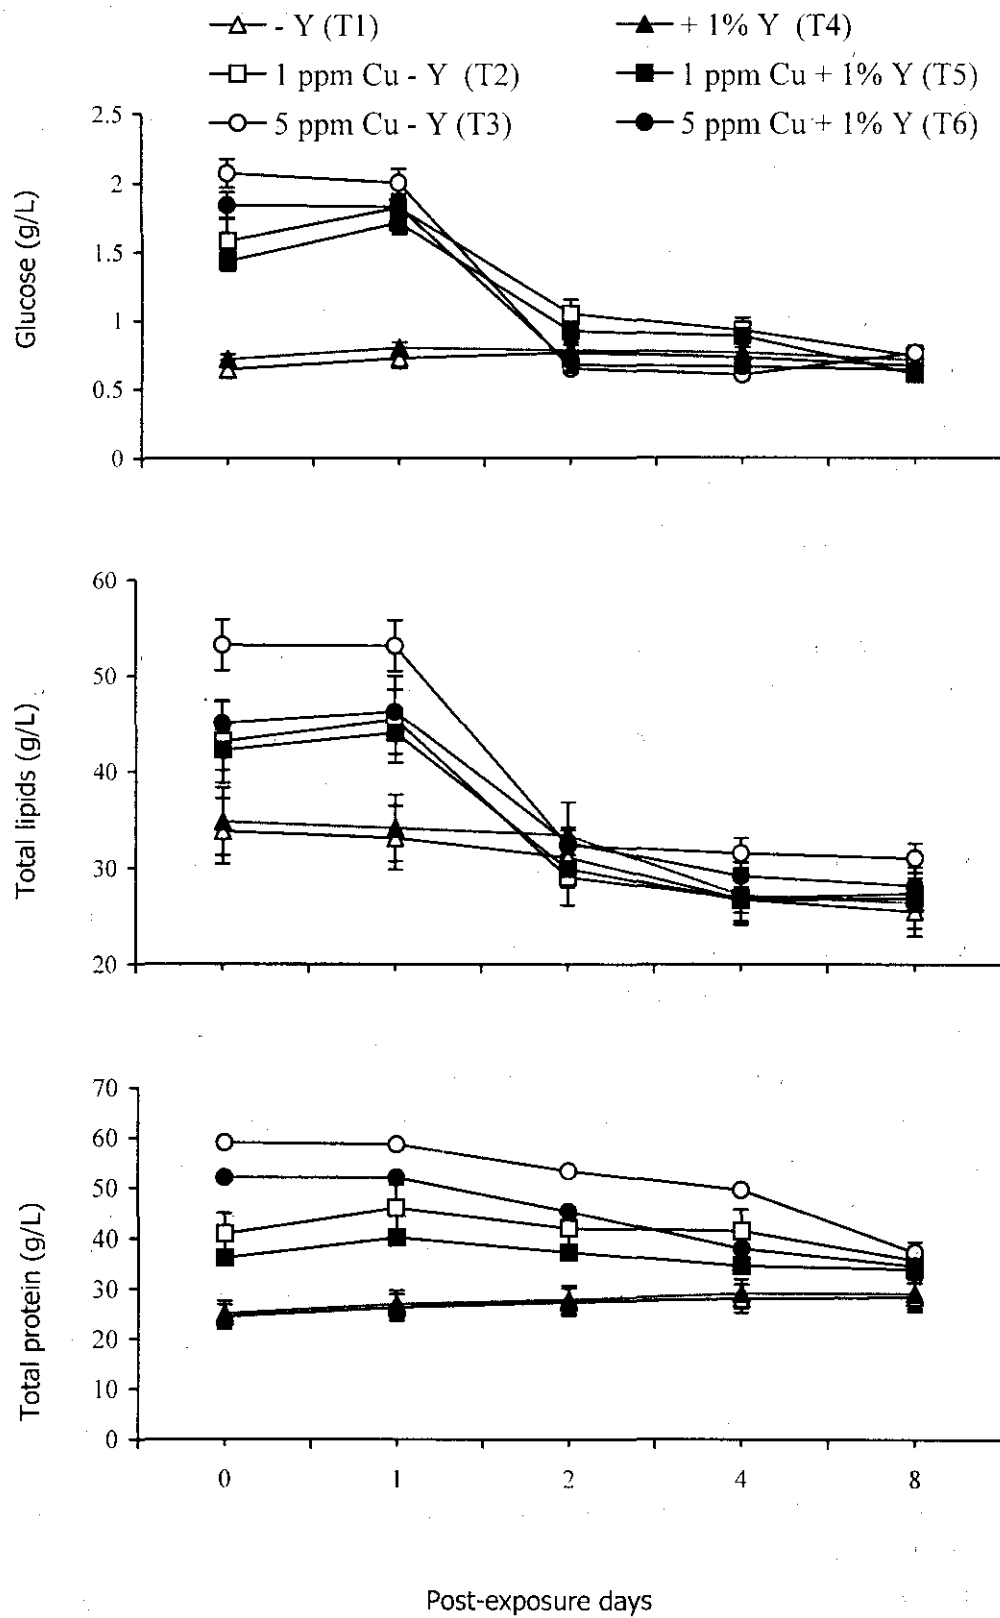 - Y (T1)
+ 1% Y (T4)
1 ppm Cu - Y (T2)
1 ppm Cu + 1% Y (T5)
5 ppm Cu - Y (T3)
5 ppm Cu + 1% Y (T6)
Glucose (g/L)
2.5
2
1.5
1
0.5
0
Total lipids (g/L)
60
50
40
30
20
Total protein (g/L)
70
60
50
40
30
20
10
0
0 1 2 4 8
Post-exposure days